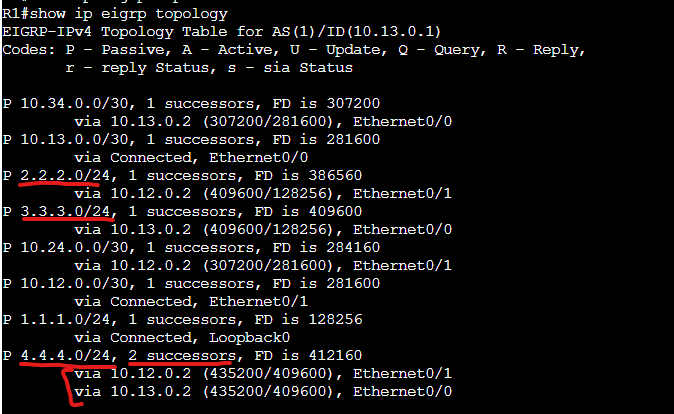 R1#show ip eigrp topology
EIGRP-IPv4 Topology Table for AS(1)/ID(10.13.0.1)
Codes: P - Passive, A - Active, U - Update, Q - Query, R - Reply,
r - reply Status, s - sia Status
P 10.34.0.0/30, 1 successors, FD is 307200
via 10.13.0.2 (307200/281600), Ethernet0/0
P 10.13.0.0/30, 1 successors, FD is 281600
via Connected, Ethernet0/0
P 2.2.2.0/24, 1 successors, FD is 386560
via 10.12.0.2 (409600/128256), Ethernet0/1
P 3.3.3.0/24, 1 successors, FD is 409600
via 10.13.0.2 (409600/128256), Ethernet0/0
P 10.24.0.0/30, 1 successors, FD is 284160
via 10.12.0.2 (307200/281600), Ethernet0/1
P 10.12.0.0/30, 1 successors, FD is 281600
via Connected, Ethernet0/1
P 1.1.1.0/24, 1 successors, FD is 128256
via Connected, Loopback0
P 4.4.4.0/24, 2 successors, FD is 412160
via 10.12.0.2 (435200/409600), Ethernet0/1
via 10.13.0.2 (435200/409600), Ethernet0/0